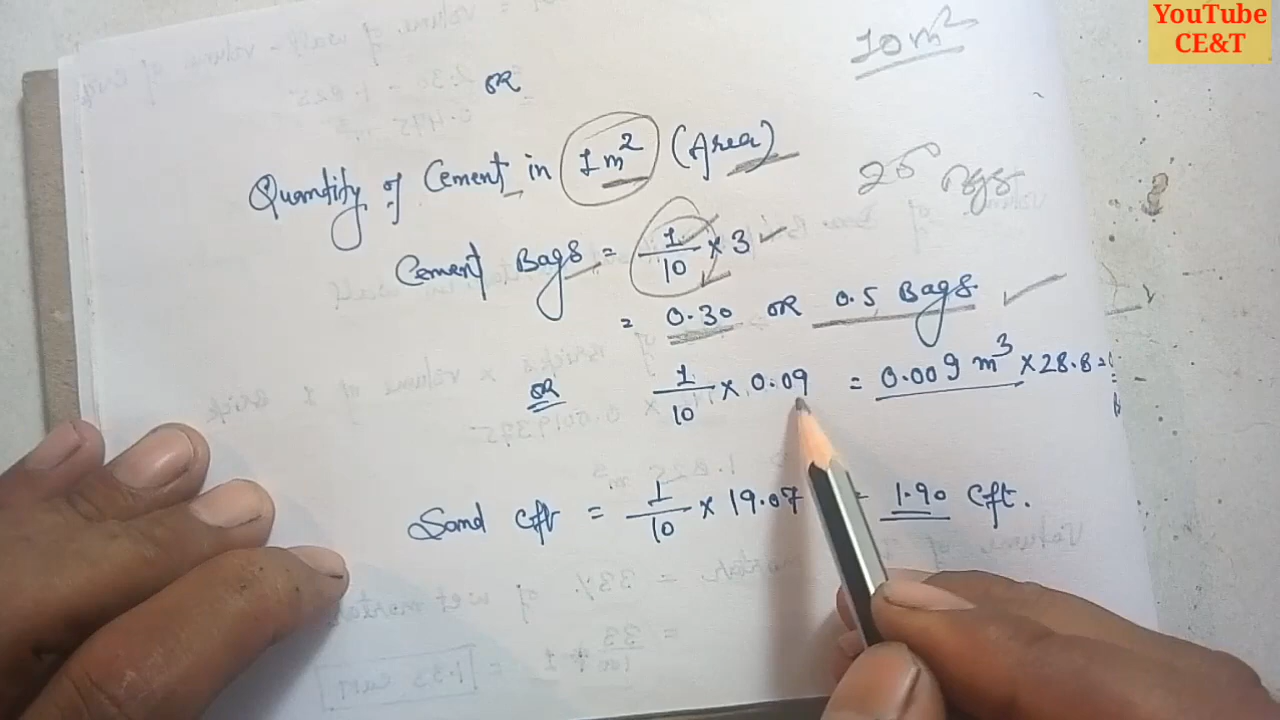 YouTube
CE&T
10 m²
OR
Quantity of Cement in 1m² (Area)
Cement Bags = 1/10 × 3
= 0.30 OR 0.5 Bags.
OR 1/10 × 0.09 = 0.009 m³ × 28.8 =
Sand cft = 1/10 × 19.07 = 1.90 cft.